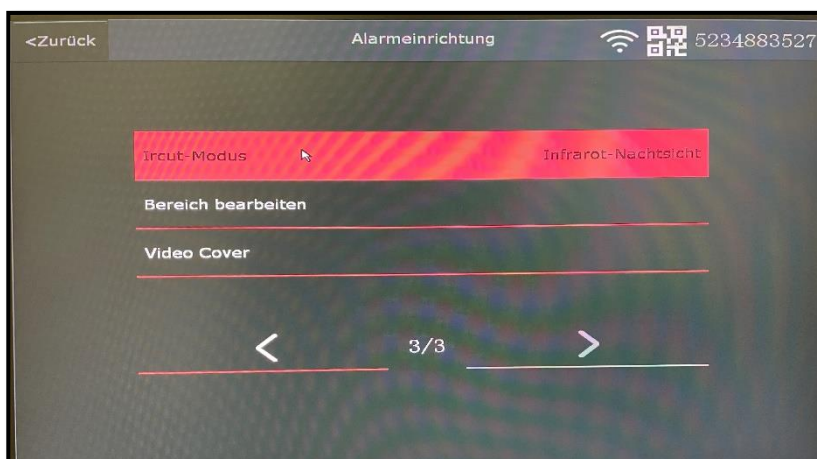 <Zurück Alarmeinrichtung 5234883527
Ircut-Modus Infrarot-Nachtsicht
Bereich bearbeiten
Video Cover
< 3/3 >